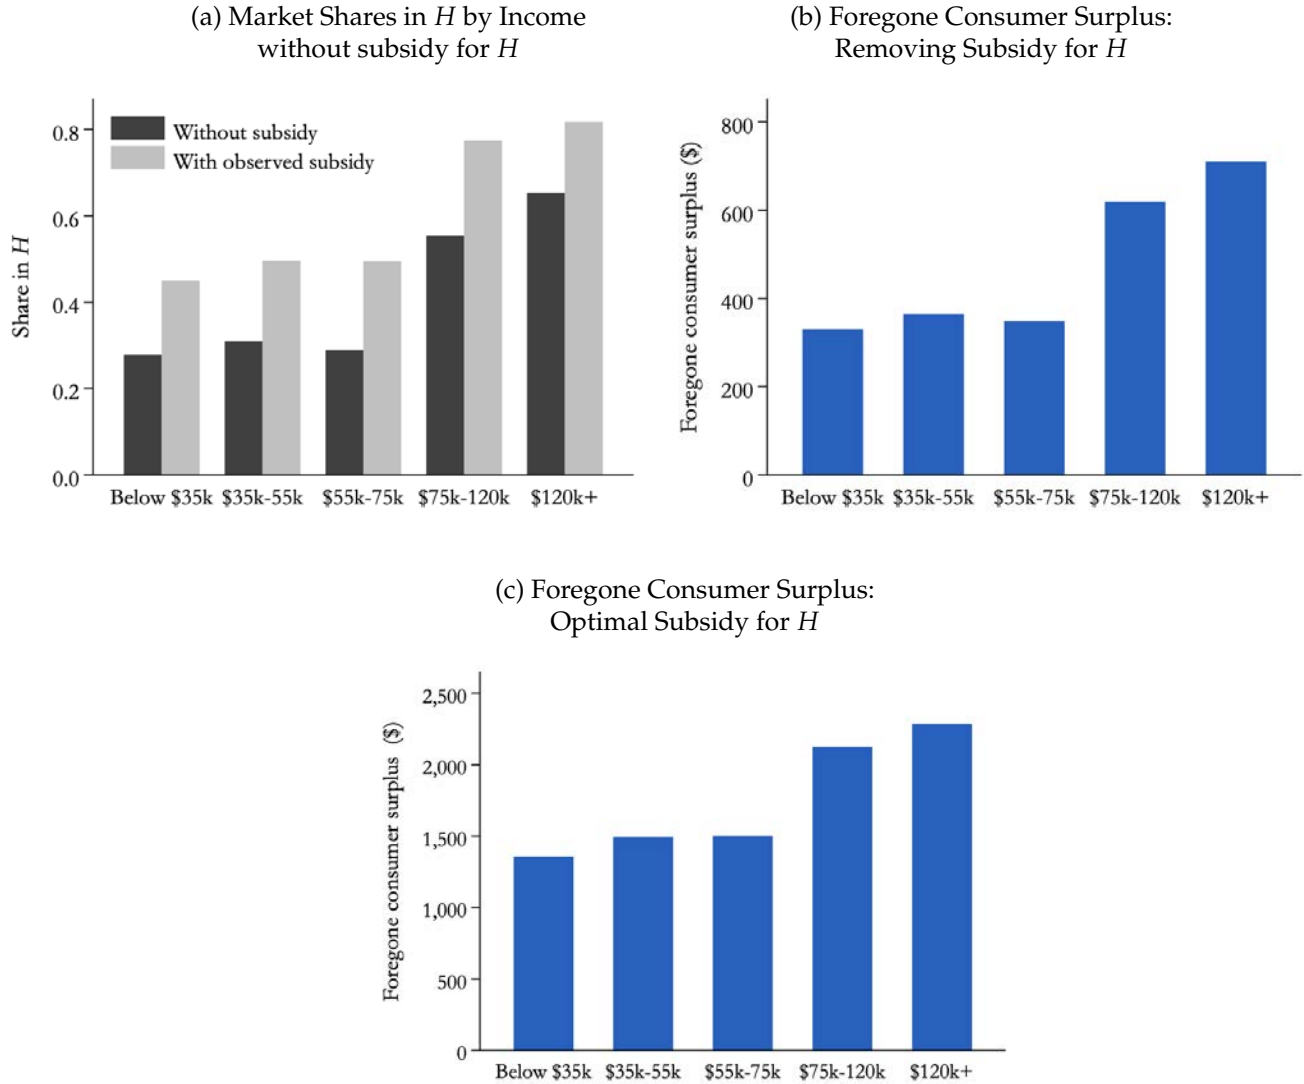 (a) Market Shares in H by Income
without subsidy for H
0.8
0.6
0.4
0.2
0.0
Share in H
Without subsidy
With observed subsidy
Below $35k $35k-55k $55k-75k $75k-120k $120k+
(b) Foregone Consumer Surplus:
Removing Subsidy for H
800
600
400
200
0
Foregone consumer surplus ($)
Below $35k $35k-55k $55k-75k $75k-120k $120k+
(c) Foregone Consumer Surplus:
Optimal Subsidy for H
2,500
2,000
1,500
1,000
500
0
Foregone consumer surplus ($)
Below $35k $35k-55k $55k-75k $75k-120k $120k+